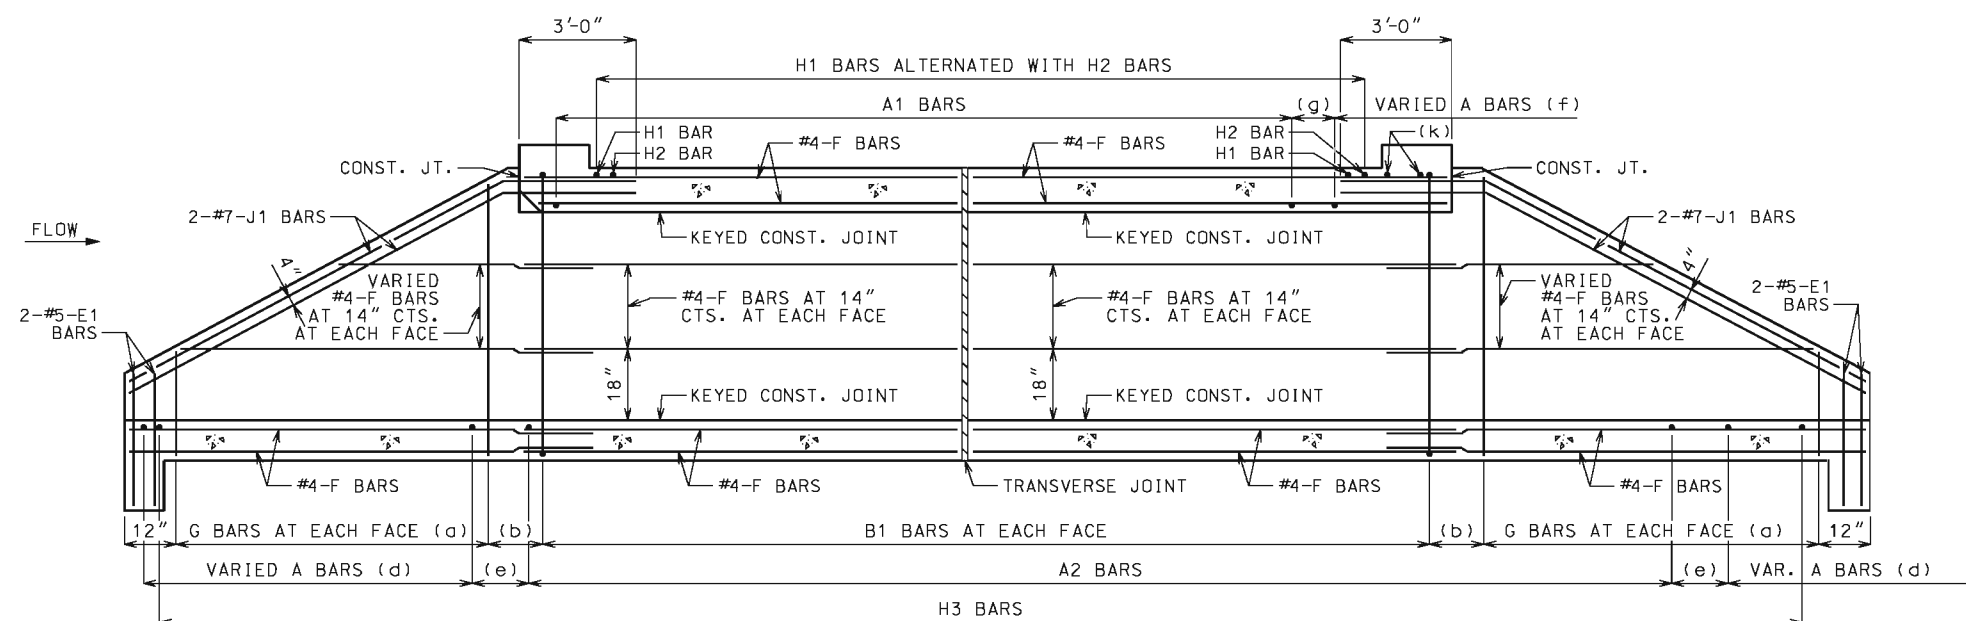 3'-0"
3'-0"
H1 BARS ALTERNATED WITH H2 BARS
A1 BARS
(g)
VARIED A BARS (f)
H1 BAR
H2 BAR
#4-F BARS
#4-F BARS
H2 BAR
H1 BAR
(k)
CONST. JT.
CONST. JT.
2-#7-J1 BARS
2-#7-J1 BARS
FLOW
KEYED CONST. JOINT
KEYED CONST. JOINT
4"
4"
VARIED
#4-F BARS
AT 14" CTS.
AT EACH FACE
#4-F BARS AT 14"
CTS. AT EACH FACE
#4-F BARS AT 14"
CTS. AT EACH FACE
VARIED
#4-F BARS
AT 14" CTS.
AT EACH FACE
2-#5-E1
BARS
2-#5-E1
BARS
18"
18"
KEYED CONST. JOINT
KEYED CONST. JOINT
#4-F BARS
#4-F BARS
TRANSVERSE JOINT
#4-F BARS
#4-F BARS
12"
G BARS AT EACH FACE (a)
(b)
B1 BARS AT EACH FACE
(b)
G BARS AT EACH FACE (a)
12"
VARIED A BARS (d)
(e)
A2 BARS
(e)
VAR. A BARS (d)
H3 BARS